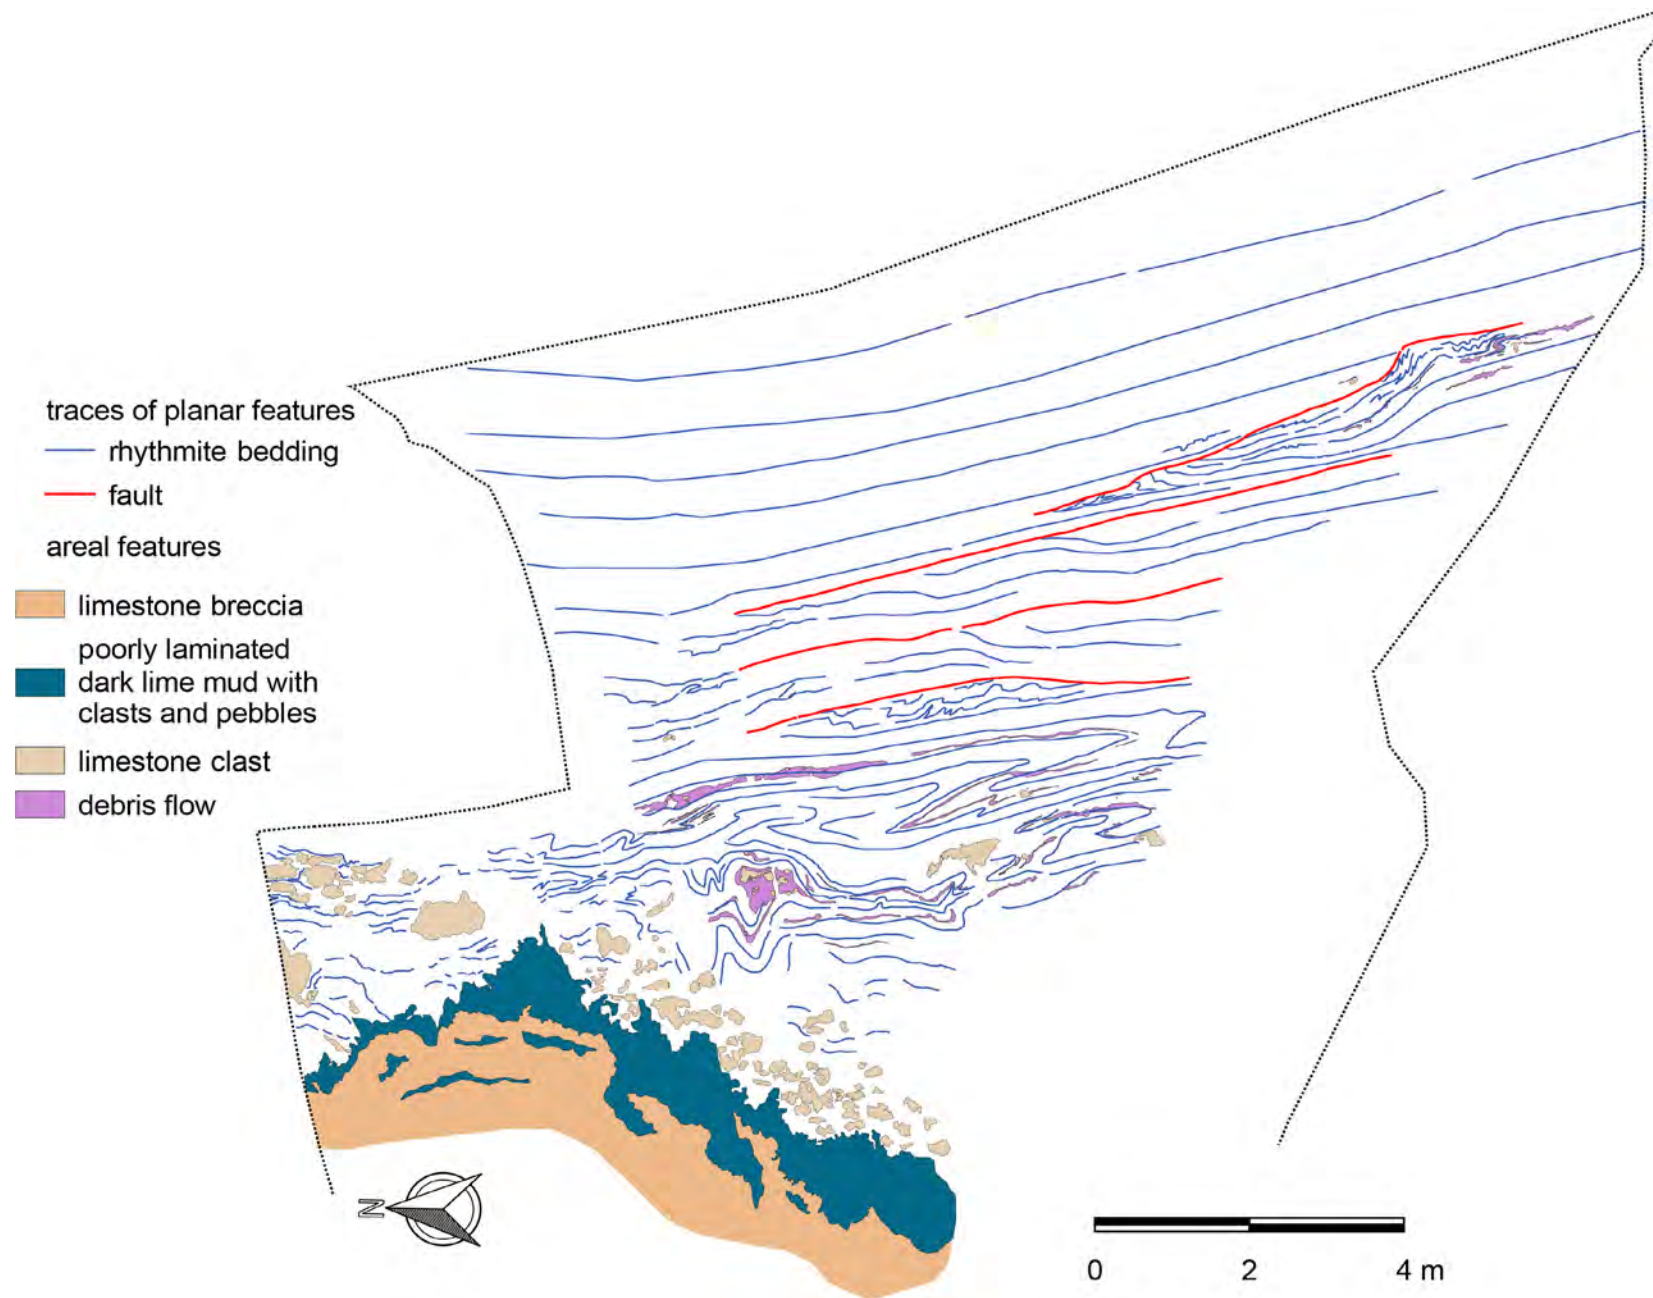 traces of planar features
rhythmite bedding
fault
areal features
limestone breccia
poorly laminated
dark lime mud with
clasts and pebbles
limestone clast
debris flow
N
0 2 4 m